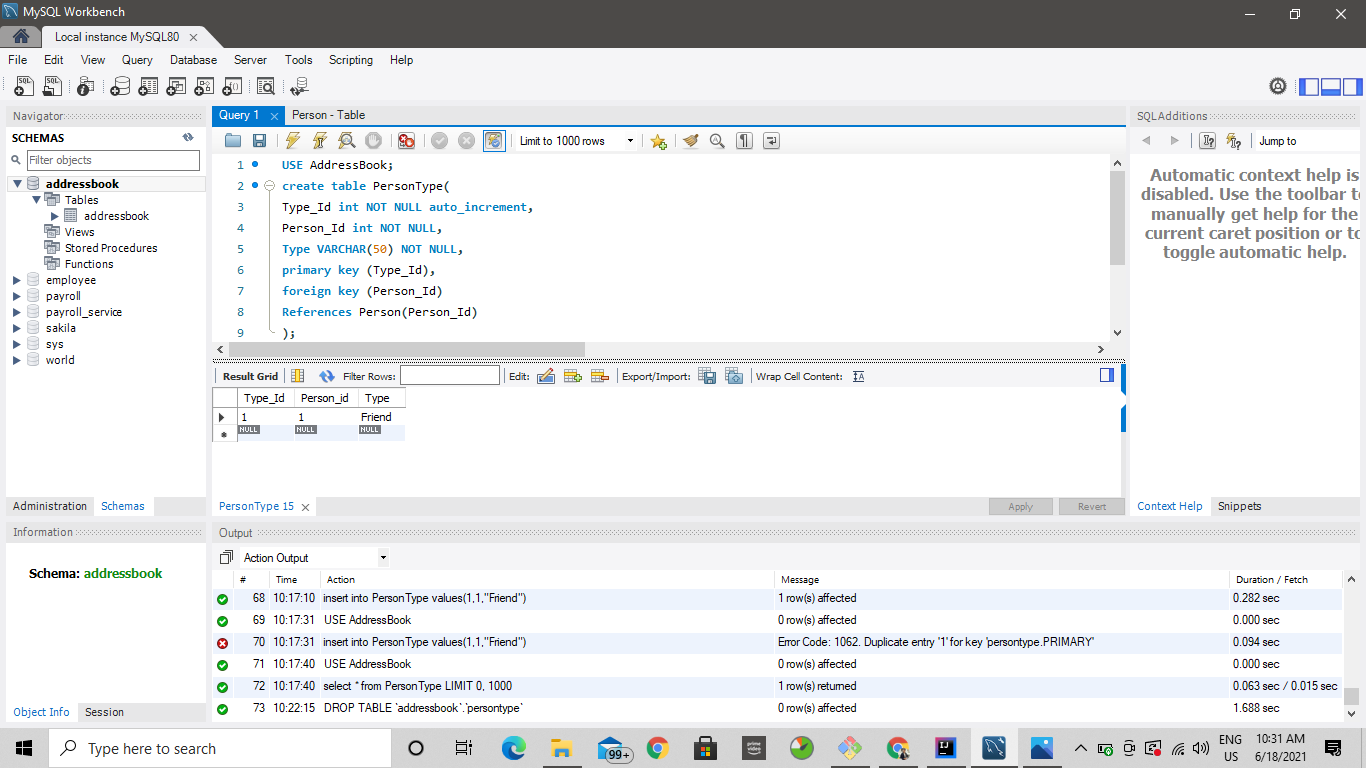 MySQL Workbench
Local instance MySQL80
File Edit View Query Database Server Tools Scripting Help
Navigator
SCHEMAS
Filter objects
addressbook
Tables
addressbook
Views
Stored Procedures
Functions
employee
payroll
payroll_service
sakila
sys
world
Administration Schemas
Information
Schema: addressbook
Object Info Session
Query 1 Person - Table
Limit to 1000 rows
1 USE AddressBook;
2 create table PersonType(
3 Type_Id int NOT NULL auto_increment,
4 Person_Id int NOT NULL,
5 Type VARCHAR(50) NOT NULL,
6 primary key (Type_Id),
7 foreign key (Person_Id)
8 References Person(Person_Id)
9 );
Result Grid Filter Rows: Edit: Export/Import: Wrap Cell Content:
Type_Id Person_id Type
1 1 Friend
NULL NULL NULL
PersonType 15 Apply Revert
SQLAdditions
Jump to
Automatic context help is
disabled. Use the toolbar to
manually get help for the
current caret position or to
toggle automatic help.
Context Help Snippets
Output
Action Output
# Time Action Message Duration / Fetch
68 10:17:10 insert into PersonType values(1,1,"Friend") 1 row(s) affected 0.282 sec
69 10:17:31 USE AddressBook 0 row(s) affected 0.000 sec
70 10:17:31 insert into PersonType values(1,1,"Friend") Error Code: 1062. Duplicate entry '1' for key 'persontype.PRIMARY' 0.094 sec
71 10:17:40 USE AddressBook 0 row(s) affected 0.000 sec
72 10:17:40 select * from PersonType LIMIT 0, 1000 1 row(s) returned 0.063 sec / 0.015 sec
73 10:22:15 DROP TABLE `addressbook`.`persontype` 0 row(s) affected 1.688 sec
Type here to search
99+
prime video
ENG
US
10:31 AM
6/18/2021